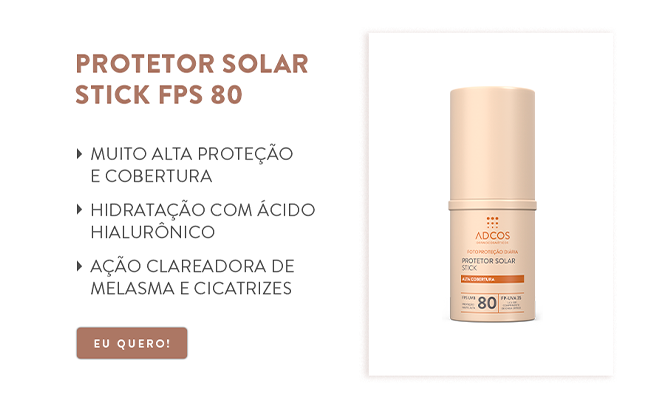 PROTETOR SOLAR
STICK FPS 80
MUITO ALTA PROTEÇÃO
E COBERTURA
HIDRATAÇÃO COM ÁCIDO
HIALURÔNICO
AÇÃO CLAREADORA DE
MELASMA E CICATRIZES
EU QUERO!
ADCOS
FOTOPROTEÇÃO DIÁRIA
PROTETOR SOLAR
STICK
ALTA COBERTURA
80